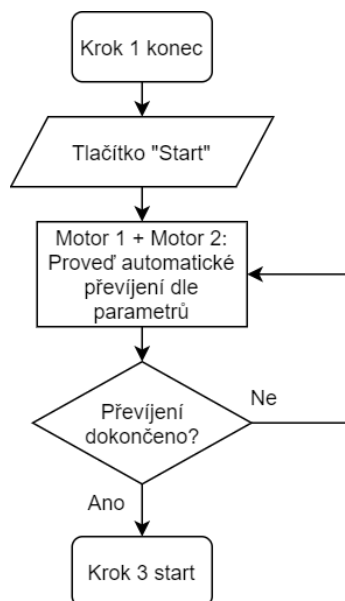 Krok 1 konec
Tlačítko "Start"
Motor 1 + Motor 2:
Proveď automatické
převíjení dle
parametrů
Převíjení
dokončeno?
Ne
Ano
Krok 3 start